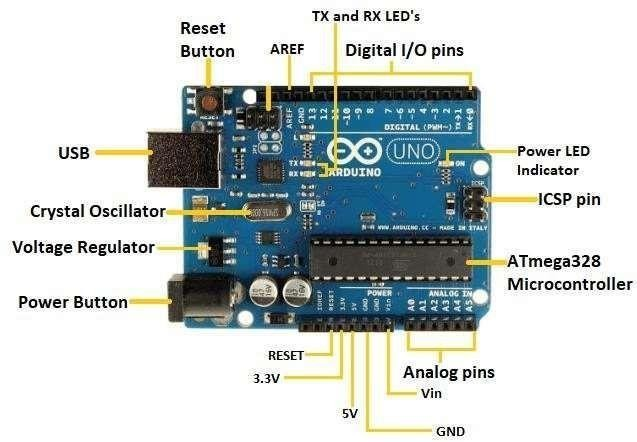 TX and RX LED's
Reset
Button
AREF
Digital I/O pins
USB
Power LED
Indicator
Crystal Oscillator
ICSP pin
Voltage Regulator
ATmega328
Microcontroller
Power Button
RESET
3.3V
5V
GND
Vin
Analog pins
AREF
GND
13
12
~10
~9
8
7
~6
~5
4
~3
2
TX→1
RX←0
DIGITAL (PWM~)
L
TX
RX
ARDUINO
UNO
ON
ICSP
WWW.ARDUINO.CC - MADE IN ITALY
IOREF
RESET
3.3V
5V
GND
GND
Vin
POWER
ANALOG IN
A0
A1
A2
A3
A4
A5